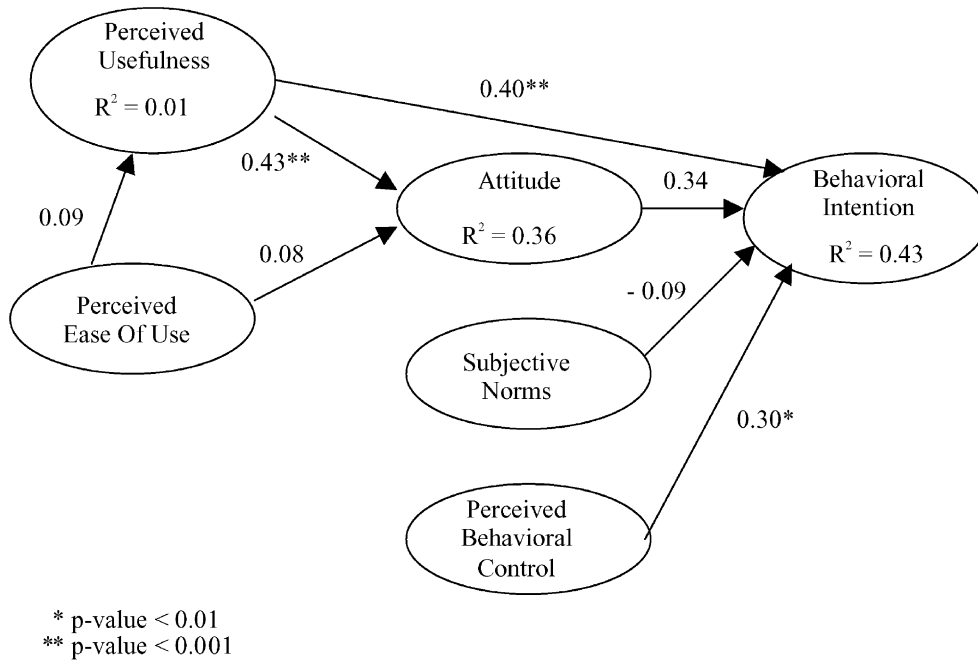 Perceived
Usefulness
R² = 0.01
0.40**
0.43**
Attitude
R² = 0.36
0.34
Behavioral
Intention
R² = 0.43
0.09
0.08
Perceived
Ease Of Use
- 0.09
Subjective
Norms
0.30*
Perceived
Behavioral
Control
* p-value < 0.01
** p-value < 0.001